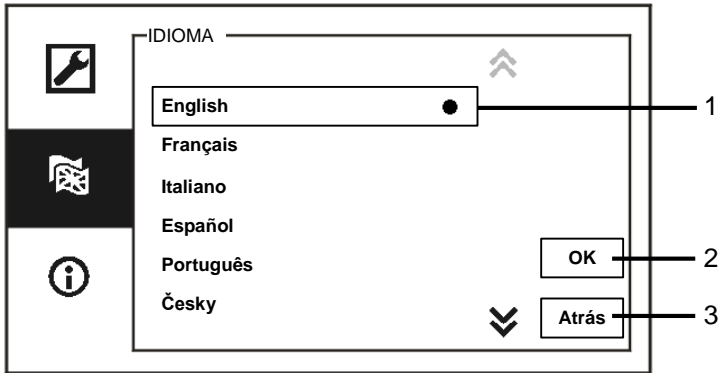 IDIOMA
English
1
Français
Italiano
Español
Português
OK
2
Česky
Atrás
3